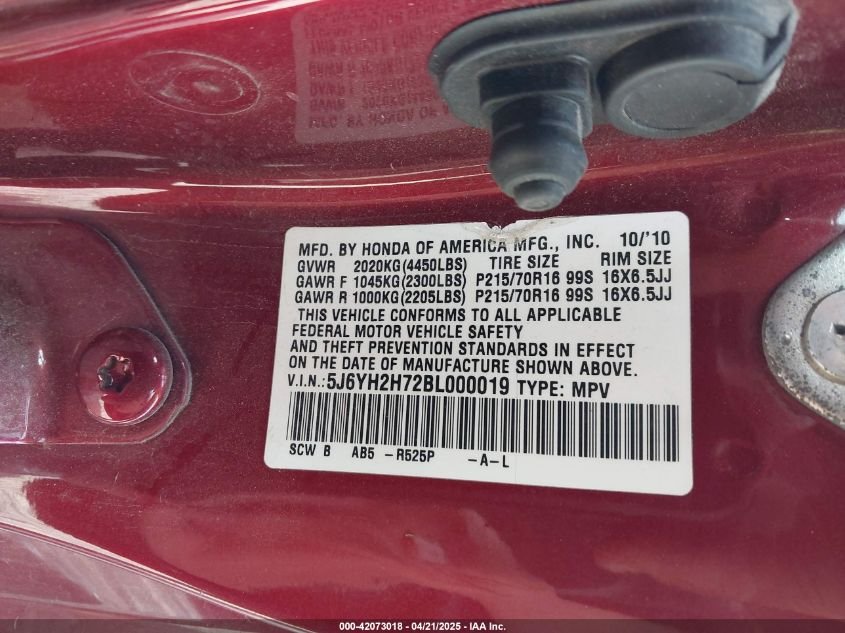 MFD. BY HONDA OF AMERICA MFG., INC. 10/'10
GVWR 2020KG(4450LBS) TIRE SIZE RIM SIZE
GAWR F 1045KG(2300LBS) P215/70R16 99S 16X6.5JJ
GAWR R 1000KG(2205LBS) P215/70R16 99S 16X6.5JJ
THIS VEHICLE CONFORMS TO ALL APPLICABLE
FEDERAL MOTOR VEHICLE SAFETY
AND THEFT PREVENTION STANDARDS IN EFFECT
ON THE DATE OF MANUFACTURE SHOWN ABOVE.
V.I.N.:5J6YH2H72BL000019 TYPE: MPV
SCW B AB5 -R525P -A-L
000-42073018 - 04/21/2025 - IAA Inc.